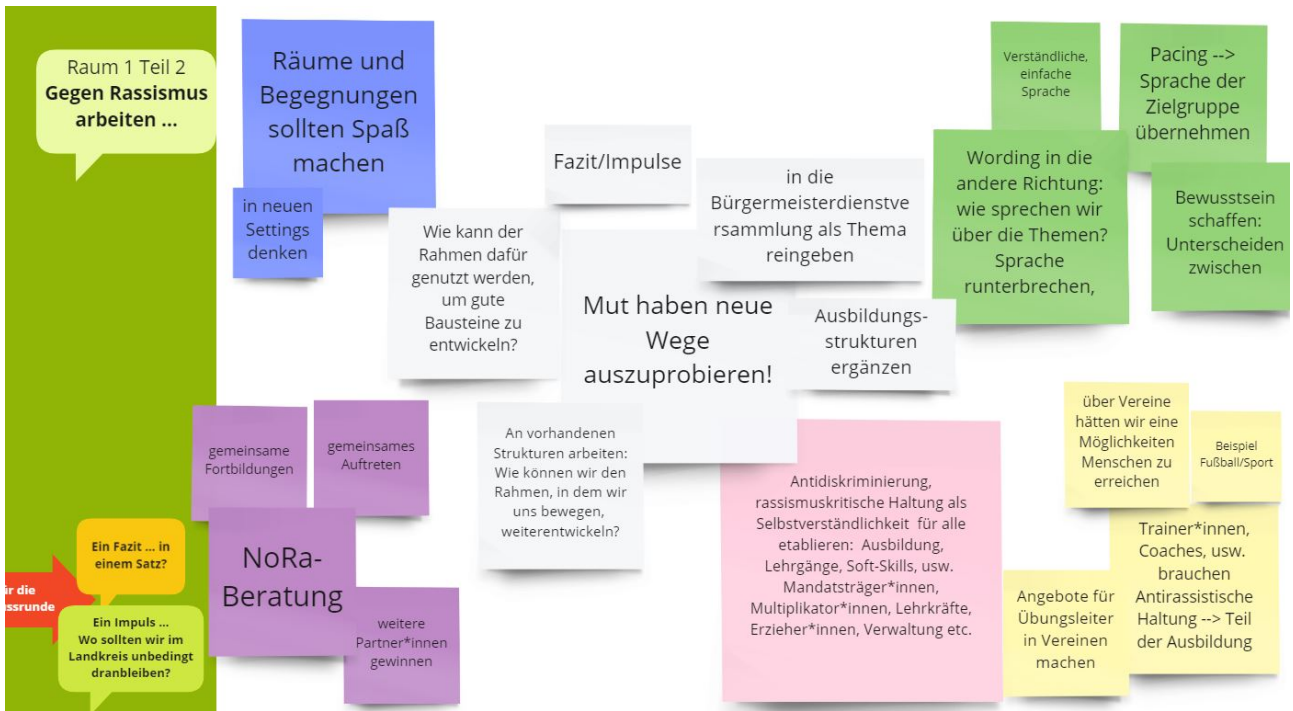 Raum 1 Teil 2
Gegen Rassismus
arbeiten ...
Räume und
Begegnungen
sollten Spaß
machen
in neuen
Settings
denken
Fazit/Impulse
Wie kann der
Rahmen dafür
genutzt werden,
um gute
Bausteine zu
entwickeln?
in die
Bürgermeisterdienstve
rsammlung als Thema
reingeben
Mut haben neue
Wege
auszuprobieren!
Ausbildungs-
strukturen
ergänzen
An vorhandenen
Strukturen arbeiten:
Wie können wir den
Rahmen, in dem wir
uns bewegen,
weiterentwickeln?
Verständliche,
einfache
Sprache
Pacing -->
Sprache der
Zielgruppe
übernehmen
Wording in die
andere Richtung:
wie sprechen wir
über die Themen?
Sprache
runterbrechen,
Bewusstsein
schaffen:
Unterscheiden
zwischen
gemeinsame
Fortbildungen
gemeinsames
Auftreten
NoRa-
Beratung
weitere
Partner*innen
gewinnen
Antidiskriminierung,
rassismuskritische Haltung als
Selbstverständlichkeit für alle
etablieren: Ausbildung,
Lehrgänge, Soft-Skills, usw.
Mandatsträger*innen,
Multiplikator*innen, Lehrkräfte,
Erzieher*innen, Verwaltung etc.
über Vereine
hätten wir eine
Möglichkeiten
Menschen zu
erreichen
Beispiel
Fußball/Sport
Trainer*innen,
Coaches, usw.
brauchen
Antirassistische
Haltung --> Teil
der Ausbildung
Angebote für
Übungsleiter
in Vereinen
machen
Ein Fazit ... in
einem Satz?
die
Ein Impuls ...
Wo sollten wir im
Landkreis unbedingt
dranbleiben?